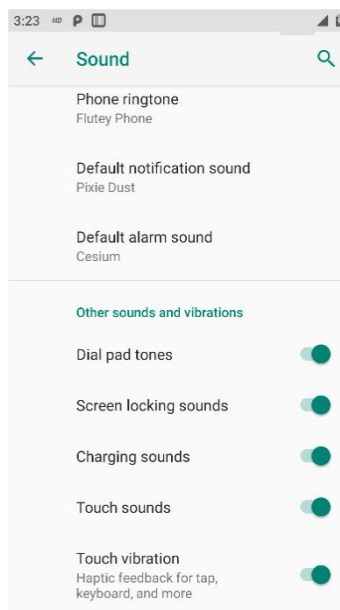 3:23 HD P
Sound
Phone ringtone
Flutey Phone
Default notification sound
Pixie Dust
Default alarm sound
Cesium
Other sounds and vibrations
Dial pad tones
Screen locking sounds
Charging sounds
Touch sounds
Touch vibration
Haptic feedback for tap,
keyboard, and more